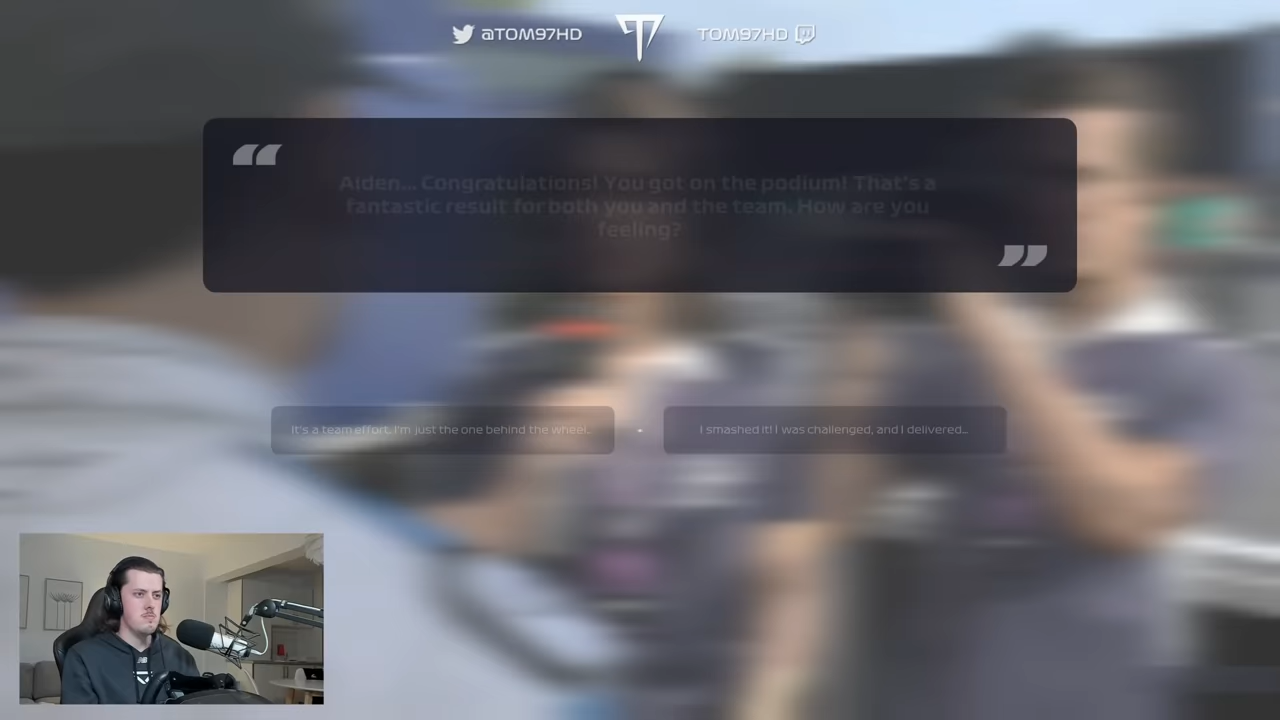 @TOM97HD
TOM97HD
Aiden... Congratulations! You got on the podium! That's a
fantastic result for both you and the team. How are you
feeling?
It's a team effort. I'm just the one behind the wheel...
I smashed it! I was challenged, and I delivered...